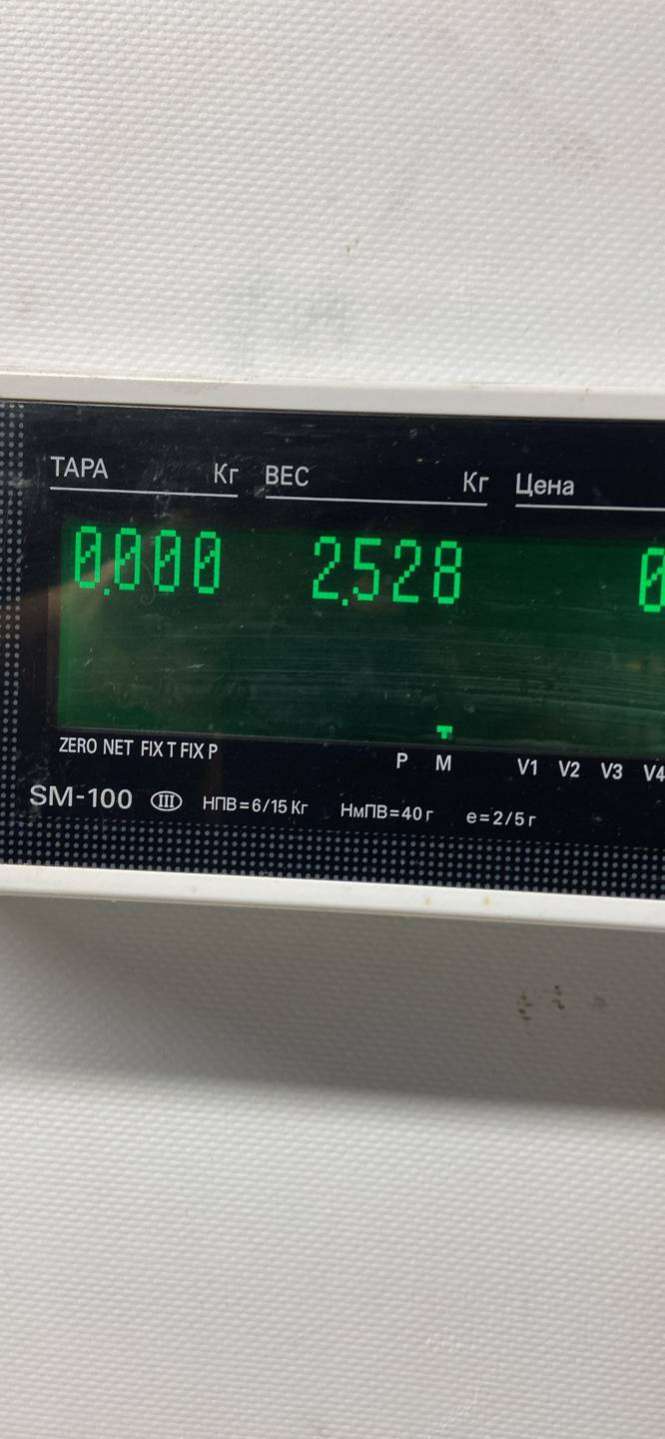 ТАРА Кг ВЕС Кг Цена
0.000 2.528 0
ZERO NET FIX T FIX P P M V1 V2 V3 V4
SM-100 III НПВ=6/15 Кг НмПВ=40 г e=2/5 г